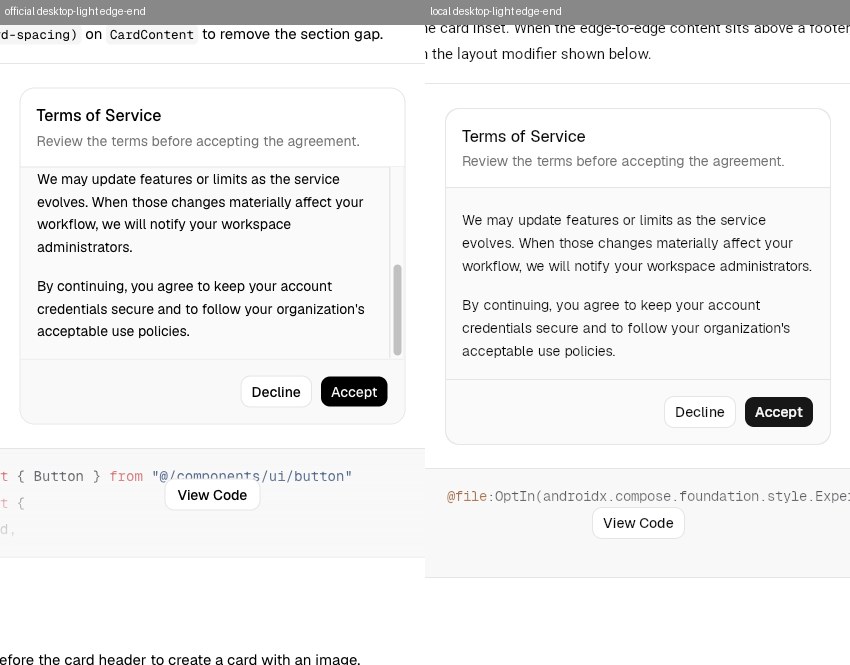 official desktop-light edge-end
rd-spacing) on CardContent to remove the section gap.
Terms of Service
Review the terms before accepting the agreement.
We may update features or limits as the service
evolves. When those changes materially affect your
workflow, we will notify your workspace
administrators.
By continuing, you agree to keep your account
credentials secure and to follow your organization's
acceptable use policies.
Decline
Accept
t { Button } from "@/components/ui/button"
t {
d,
View Code
efore the card header to create a card with an image.
local desktop-light edge-end
he card inset. When the edge-to-edge content sits above a footer
n the layout modifier shown below.
Terms of Service
Review the terms before accepting the agreement.
We may update features or limits as the service
evolves. When those changes materially affect your
workflow, we will notify your workspace administrators.
By continuing, you agree to keep your account
credentials secure and to follow your organization's
acceptable use policies.
Decline
Accept
@file:OptIn(androidx.compose.foundation.style.Exper
View Code